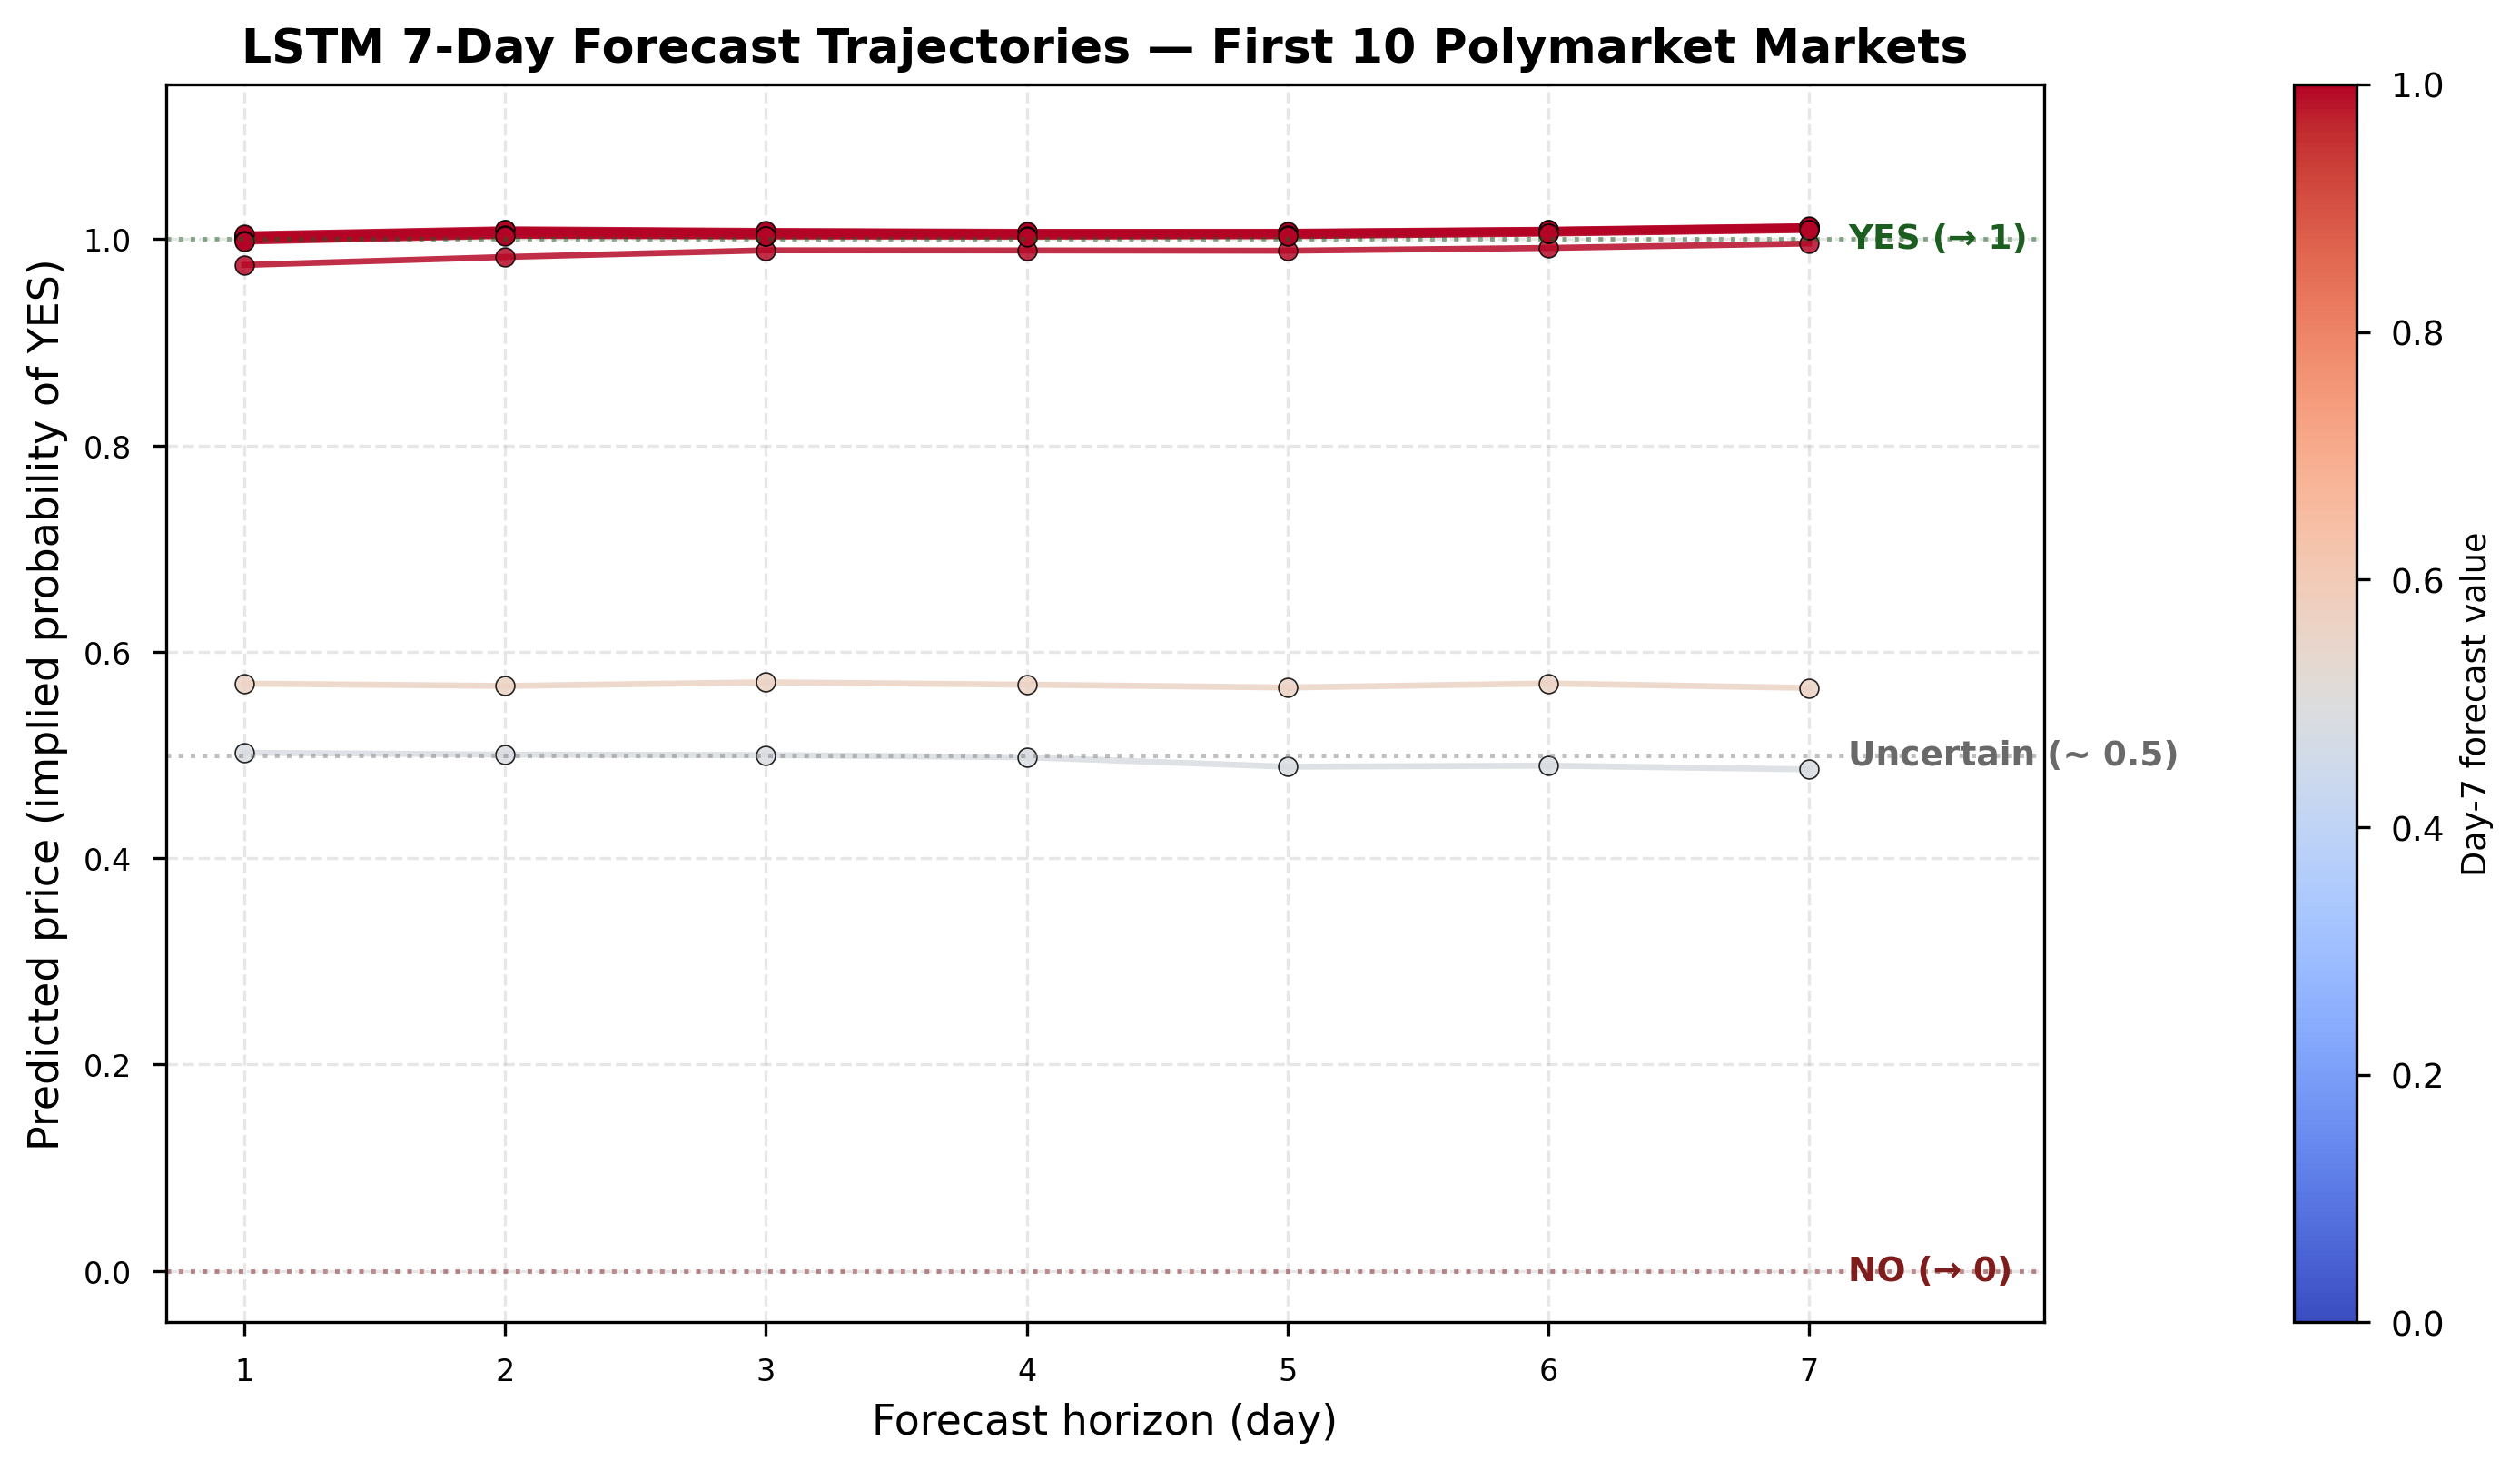 LSTM 7-Day Forecast Trajectories — First 10 Polymarket Markets
Predicted price (implied probability of YES)
1.0
0.8
0.6
0.4
0.2
0.0
YES (→ 1)
Uncertain (~ 0.5)
NO (→ 0)
1 2 3 4 5 6 7
Forecast horizon (day)
1.0
0.8
0.6
0.4
0.2
0.0
Day-7 forecast value